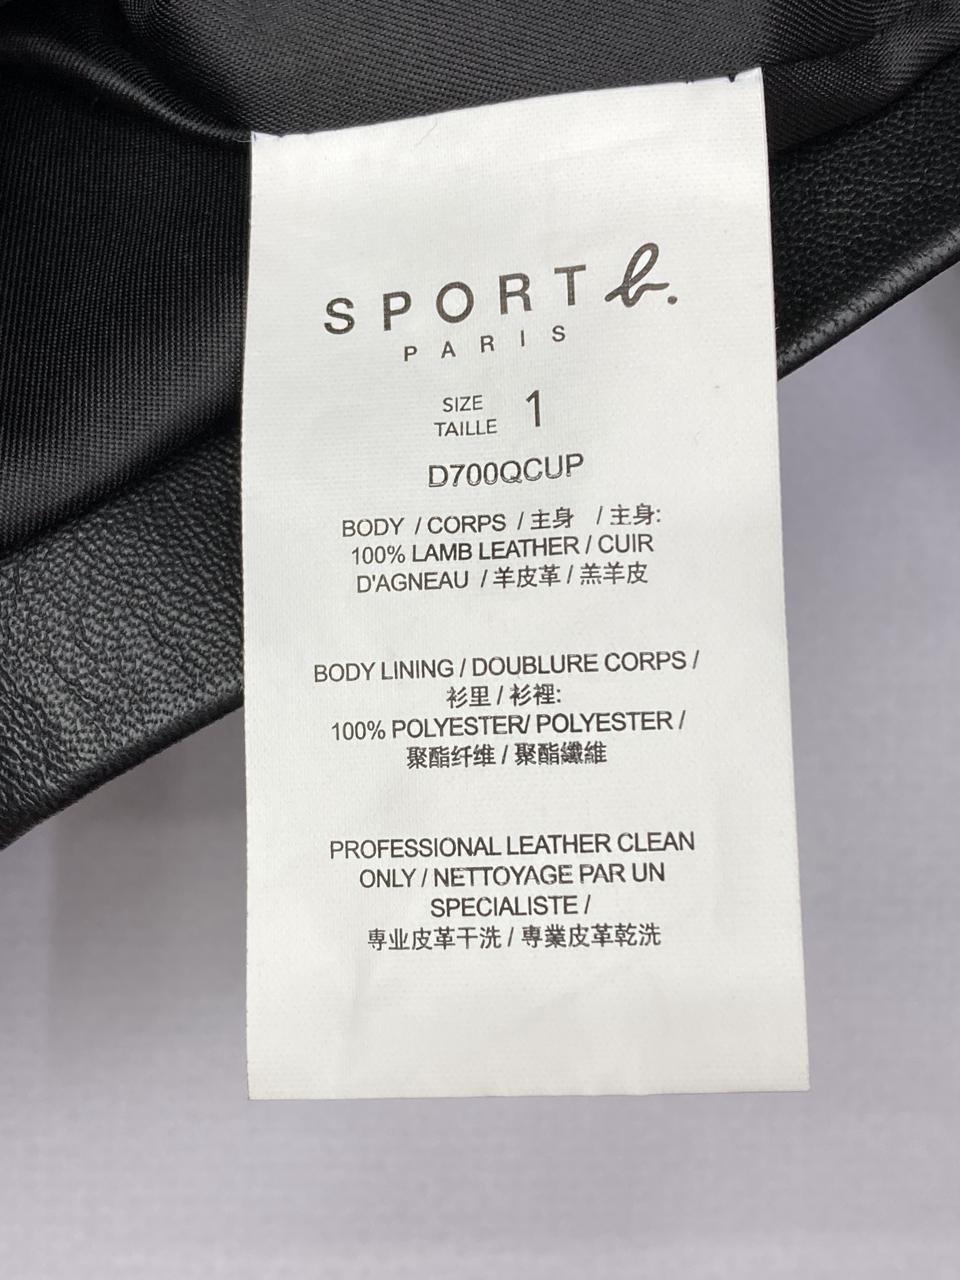 SPORT b.
PARIS
SIZE
TAILLE 1
D700QCUP
BODY / CORPS / 主身 / 主身:
100% LAMB LEATHER / CUIR
D'AGNEAU / 羊皮革 / 羔羊皮
BODY LINING / DOUBLURE CORPS /
衫里 / 衫裡:
100% POLYESTER/ POLYESTER /
聚酯纤维 / 聚酯纖維
PROFESSIONAL LEATHER CLEAN
ONLY / NETTOYAGE PAR UN
SPECIALISTE /
専业皮革干洗 / 専業皮革乾洗